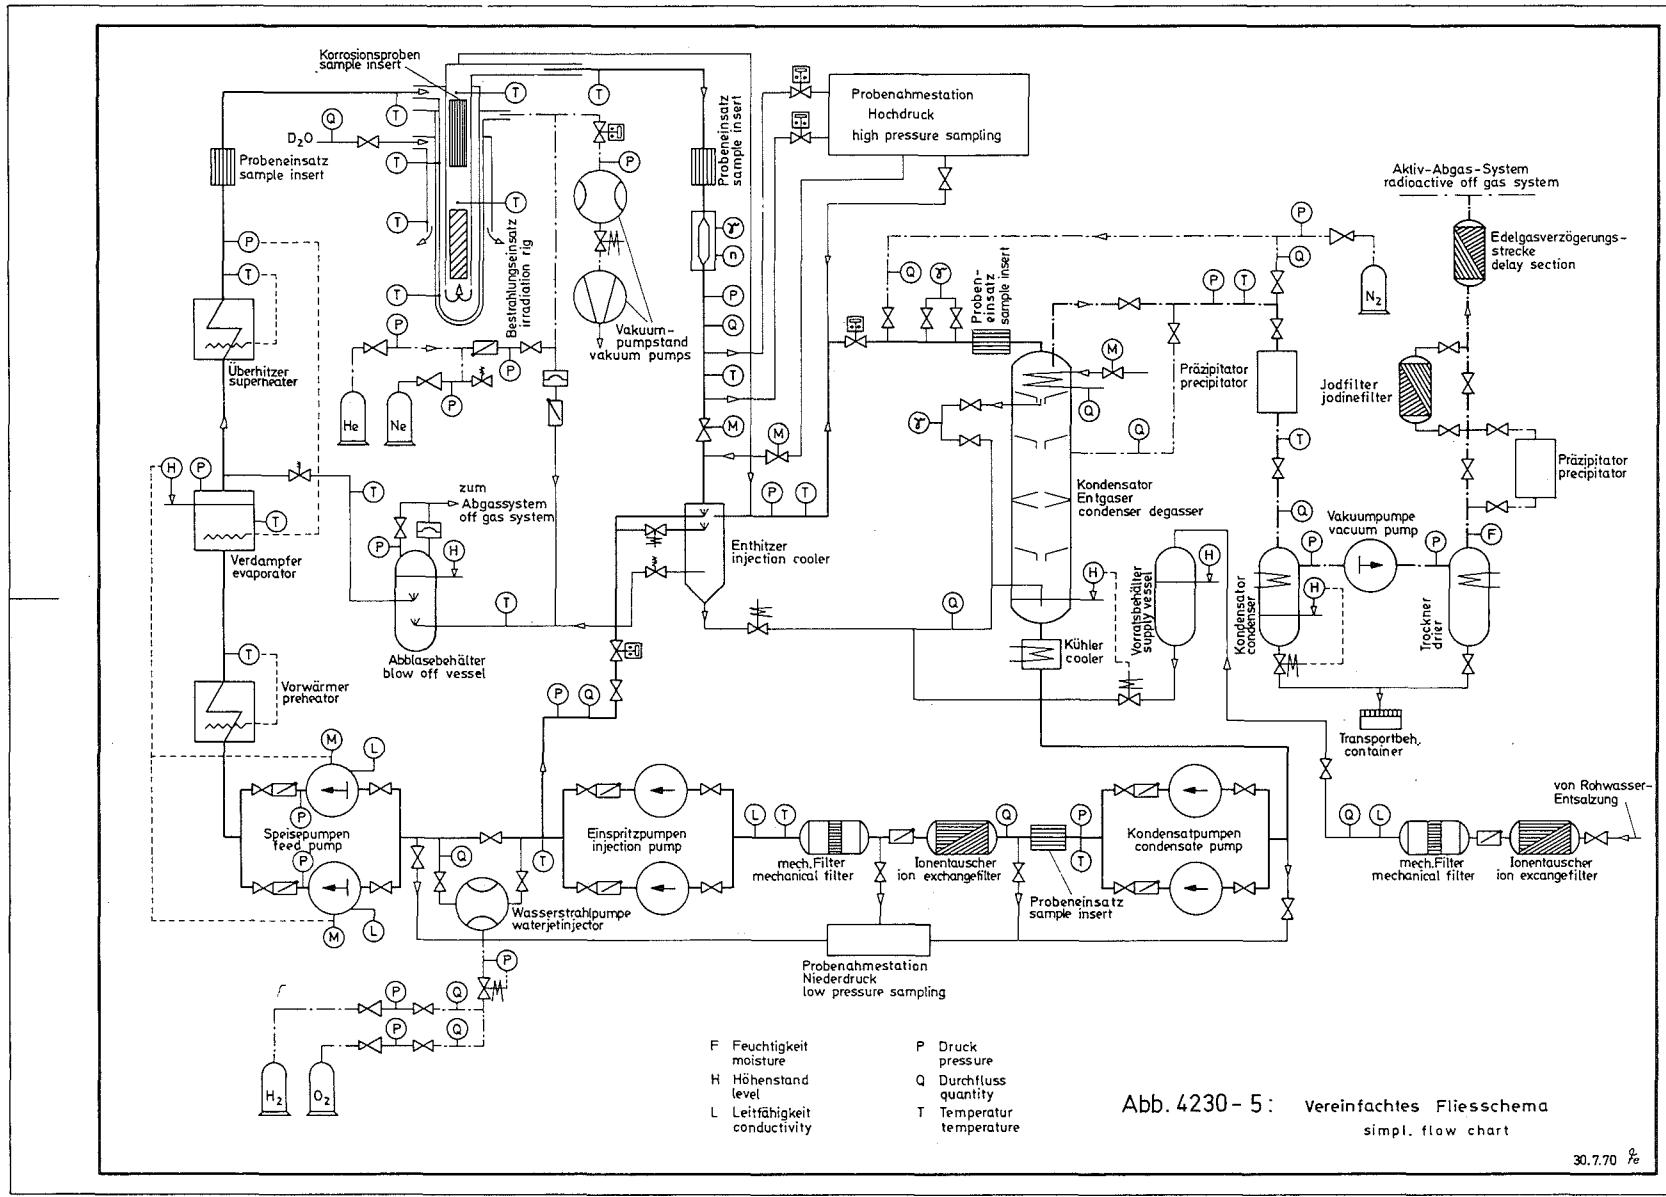 Korrosionsproben
sample insert
T
T
T
Q
D₂O
T
T
T
T
Probeneinsatz
sample insert
P
T
Überhitzer
superheater
Bestrahlungseinsatz
irradiation rig
P
P
P
He
Ne
P
Vakuum-
pumpstand
vakuum pumps
Probeneinsatz
sample insert
γ
n
P
Q
T
M
M
Probenahmestation
Hochdruck
high pressure sampling
H
P
T
Verdampfer
evaporator
T
zum
Abgassystem
off gas system
P
H
T
Abblasebehälter
blow off vessel
Enthitzer
injection cooler
P
T
T
Vorwärmer
preheator
P
Q
Q
γ
Proben-
einsatz
sample insert
M
Q
γ
Q
Kondensator
Entgaser
condenser degasser
H
Q
Kühler
cooler
Vorratsbehälter
supply vessel
H
P
Q
N₂
P
T
Präzipitator
precipitator
T
Q
Aktiv-Abgas-System
radioactive off gas system
Edelgasverzögerungs-
strecke
delay section
Jodfilter
jodinefilter
Präzipitator
precipitator
Vakuumpumpe
vacuum pump
P
P
F
H
Kondensator
condenser
Trockner
drier
Transportbeh.
container
M
L
P
Speisepumpen
feed pump
P
M
L
Q
T
Wasserstrahlpumpe
waterjetinjector
Einspritzpumpen
injection pump
L
T
mech.Filter
mechanical filter
Ionentauscher
ion exchangefilter
Q
P
T
Probeneinsatz
sample insert
Kondensatpumpen
condensate pump
Q
L
von Rohwasser-
Entsalzung
mech.Filter
mechanical filter
Ionentauscher
ion excangefilter
Probenahmestation
Niederdruck
low pressure sampling
P
P
Q
P
Q
H₂
O₂
F Feuchtigkeit
moisture
H Höhenstand
level
L Leitfähigkeit
conductivity
P Druck
pressure
Q Durchfluss
quantity
T Temperatur
temperature
Abb. 4230-5: Vereinfachtes Fliesschema
simpl. flow chart
30.7.70